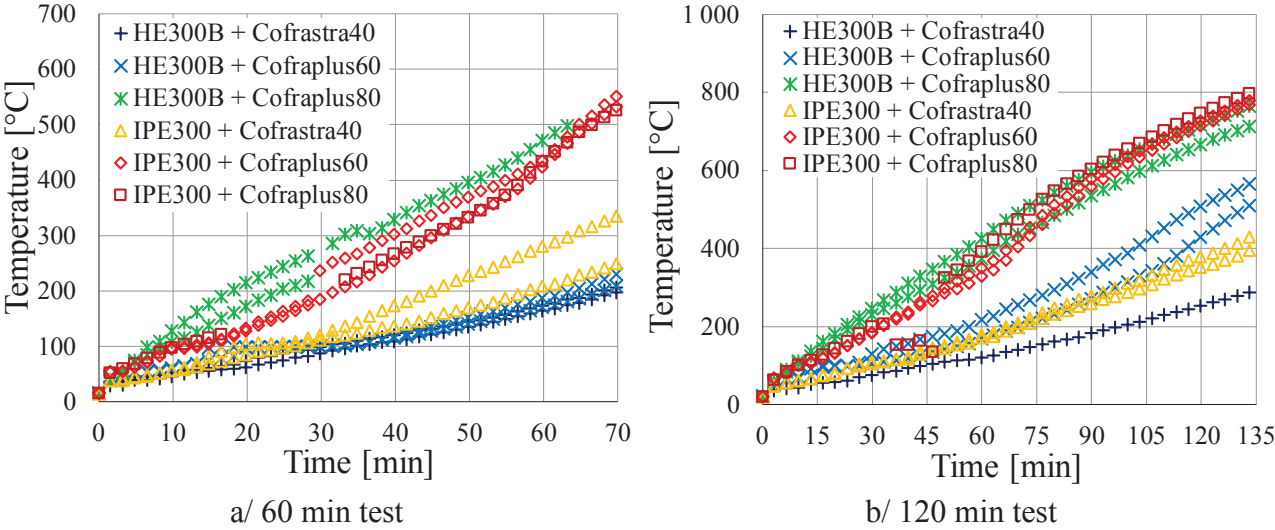 700
600
500
400
300
200
100
0
Temperature [°C]
HE300B + Cofrastra40
HE300B + Cofraplus60
HE300B + Cofraplus80
IPE300 + Cofrastra40
IPE300 + Cofraplus60
IPE300 + Cofraplus80
0 10 20 30 40 50 60 70
Time [min]
a/ 60 min test
1 000
800
600
400
200
0
Temperature [°C]
HE300B + Cofrastra40
HE300B + Cofraplus60
HE300B + Cofraplus80
IPE300 + Cofrastra40
IPE300 + Cofraplus60
IPE300 + Cofraplus80
0 15 30 45 60 75 90 105 120 135
Time [min]
b/ 120 min test